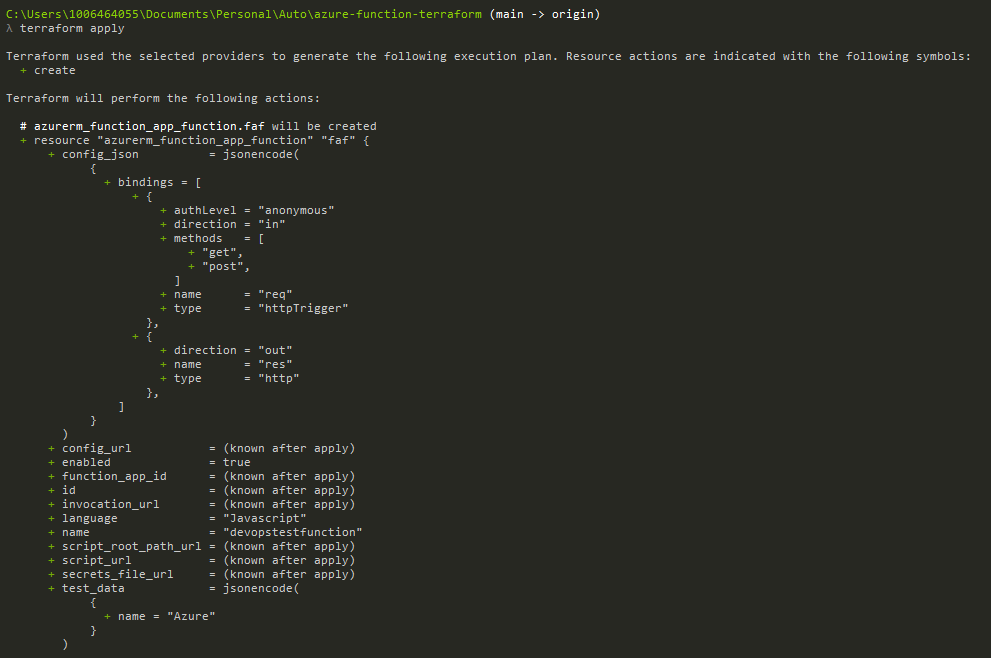 C:\Users\1006464055\Documents\Personal\Auto\azure-function-terraform (main -> origin)
λ terraform apply

Terraform used the selected providers to generate the following execution plan. Resource actions are indicated with the following symbols:
  + create

Terraform will perform the following actions:

  # azurerm_function_app_function.faf will be created
  + resource "azurerm_function_app_function" "faf" {
      + config_json          = jsonencode(
            {
              + bindings = [
                  + {
                      + authLevel = "anonymous"
                      + direction = "in"
                      + methods   = [
                          + "get",
                          + "post",
                        ]
                      + name      = "req"
                      + type      = "httpTrigger"
                    },
                  + {
                      + direction = "out"
                      + name      = "res"
                      + type      = "http"
                    },
                ]
            }
        )
      + config_url           = (known after apply)
      + enabled              = true
      + function_app_id      = (known after apply)
      + id                   = (known after apply)
      + invocation_url       = (known after apply)
      + language             = "Javascript"
      + name                 = "devopstestfunction"
      + script_root_path_url = (known after apply)
      + script_url           = (known after apply)
      + secrets_file_url     = (known after apply)
      + test_data            = jsonencode(
            {
              + name = "Azure"
            }
        )